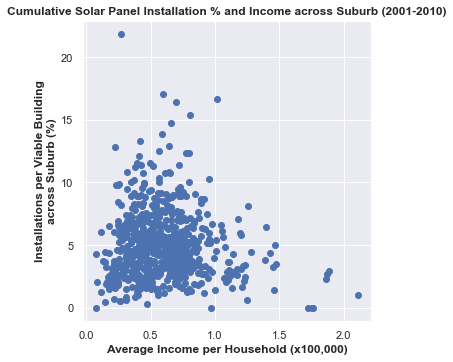 Cumulative Solar Panel Installation % and Income across Suburb (2001-2010)
Installations per Viable Building
across Suburb (%)
20
15
10
5
0
0.0 0.5 1.0 1.5 2.0
Average Income per Household (x100,000)